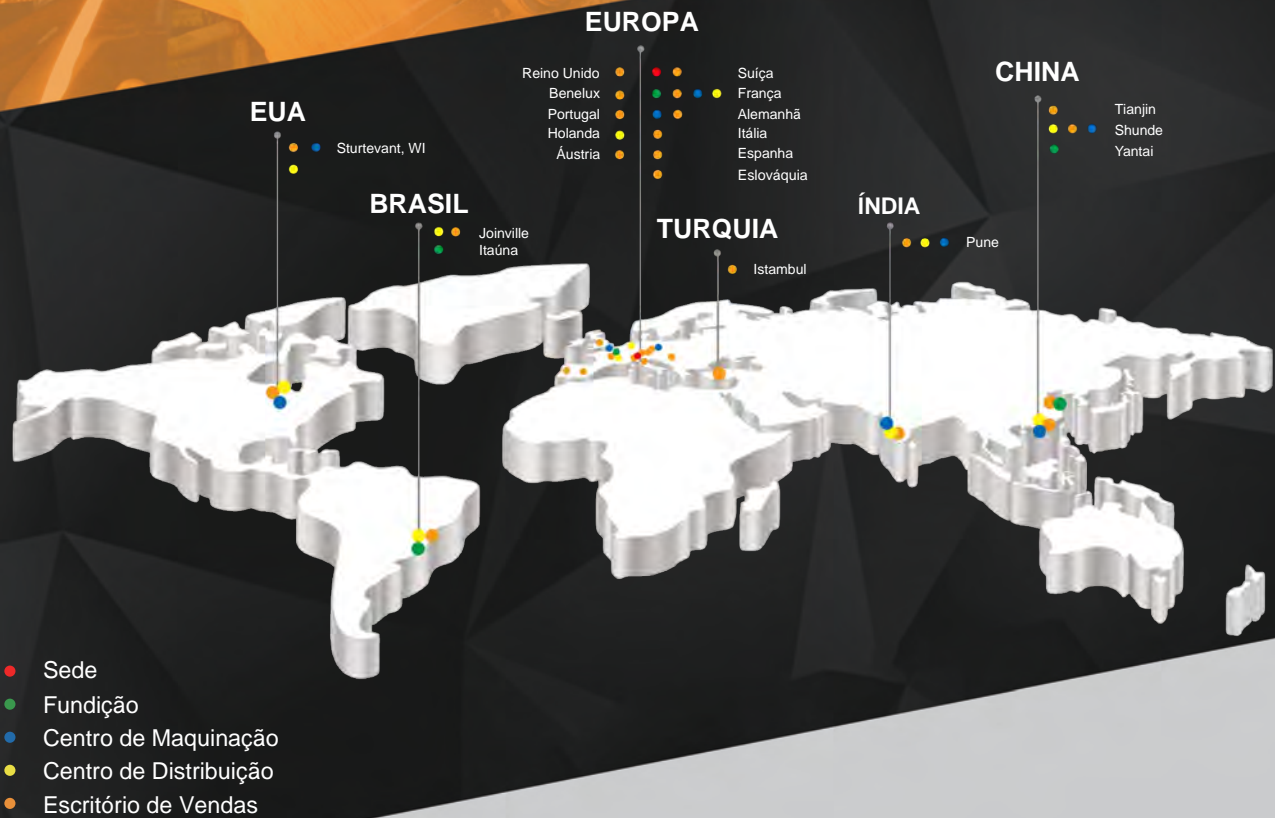 EUROPA
Reino Unido
Benelux
Portugal
Holanda
Áustria
Suíça
França
Alemanhã
Itália
Espanha
Eslováquia
CHINA
Tianjin
Shunde
Yantai
EUA
Sturtevant, WI
BRASIL
Joinville
Itaúna
TURQUIA
Istambul
ÍNDIA
Pune
Sede
Fundição
Centro de Maquinação
Centro de Distribuição
Escritório de Vendas